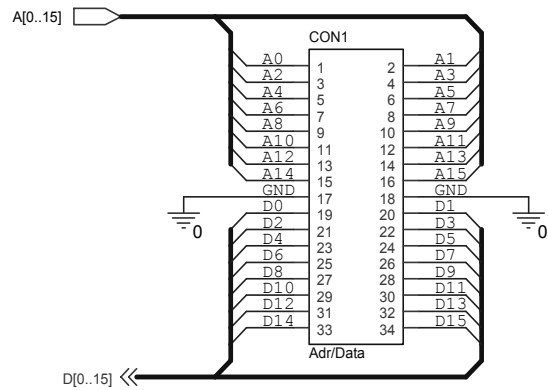 A[0..15]
CON1
A0 1 2 A1
A2 3 4 A3
A4 5 6 A5
A6 7 8 A7
A8 9 10 A9
A10 11 12 A11
A12 13 14 A13
A14 15 16 A15
GND 17 18 GND
D0 19 20 D1
0 D2 21 22 D3 0
D4 23 24 D5
D6 25 26 D7
D8 27 28 D9
D10 29 30 D11
D12 31 32 D13
D14 33 34 D15
Adr/Data
D[0..15]